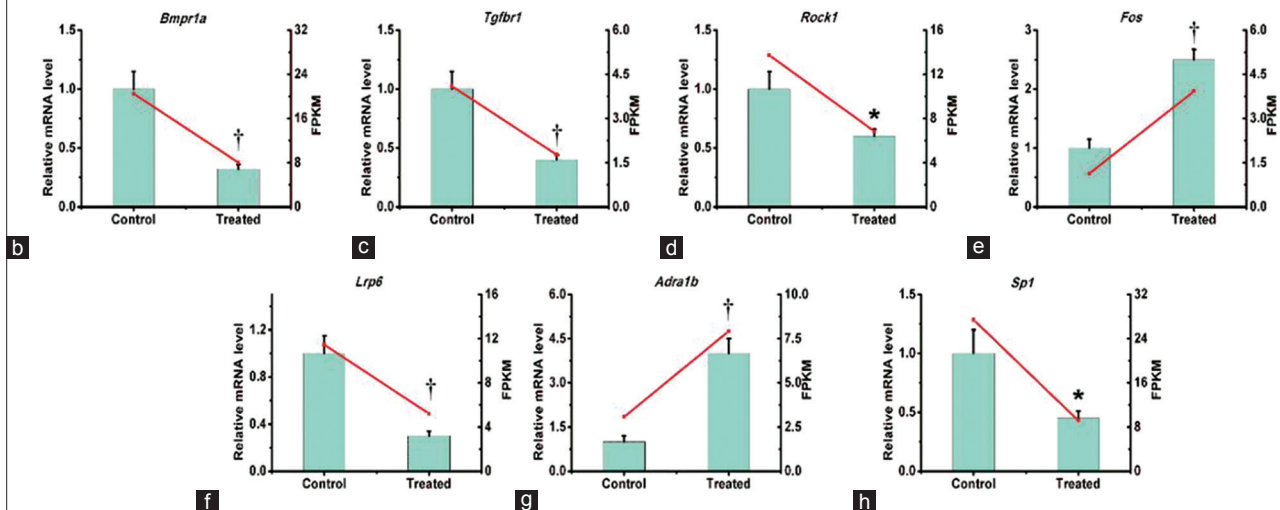 Bmpr1a
Relative mRNA level
1.5
1.0
0.5
0.0
†
Control
Treated
32
24
16
8
0
FPKM
b
Tgfbr1
Relative mRNA level
1.5
1.0
0.5
0.0
†
Control
Treated
6.0
4.5
3.0
1.5
0.0
FPKM
c
Rock1
Relative mRNA level
1.5
1.0
0.5
0.0
*
Control
Treated
16
14
10
6
4
FPKM
d
Fos
Relative mRNA level
3
2
1
0
†
Control
Treated
6.0
4.5
3.0
1.5
0.0
FPKM
e
Lrp6
Relative mRNA level
1.2
0.8
0.4
0.0
†
Control
Treated
16
12
8
4
0
FPKM
f
Adra1b
Relative mRNA level
6.0
4.5
3.0
1.5
0.0
†
Control
Treated
10.0
7.5
5.0
2.5
0.0
FPKM
g
Sp1
Relative mRNA level
1.5
1.0
0.5
0.0
*
Control
Treated
32
28
21
14
8
0
FPKM
h